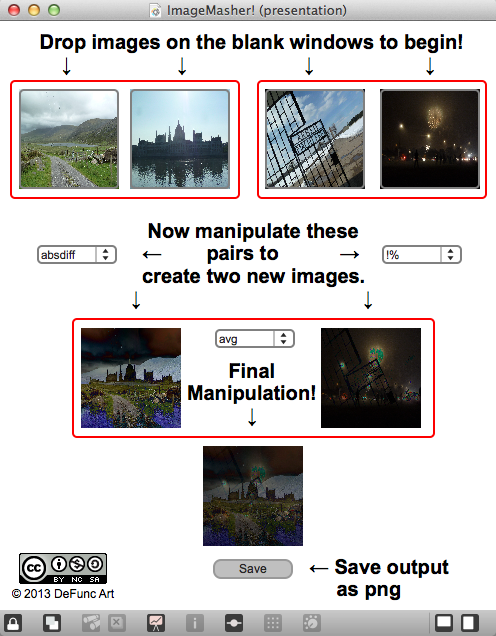 ImageMasher! (presentation)
Drop images on the blank windows to begin!
Now manipulate these
absdiff
pairs to
!%
create two new images.
avg
Final
Manipulation!
Save
Save output
as png
cc
BY NC SA
© 2013 DeFunc Art